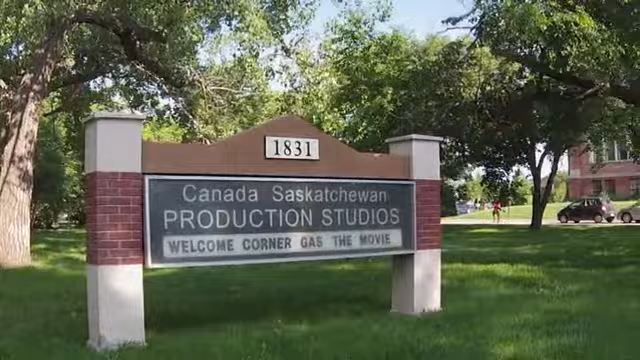 1831
Canada Saskatchewan
PRODUCTION STUDIOS
WELCOME CORNER GAS THE MOVIE